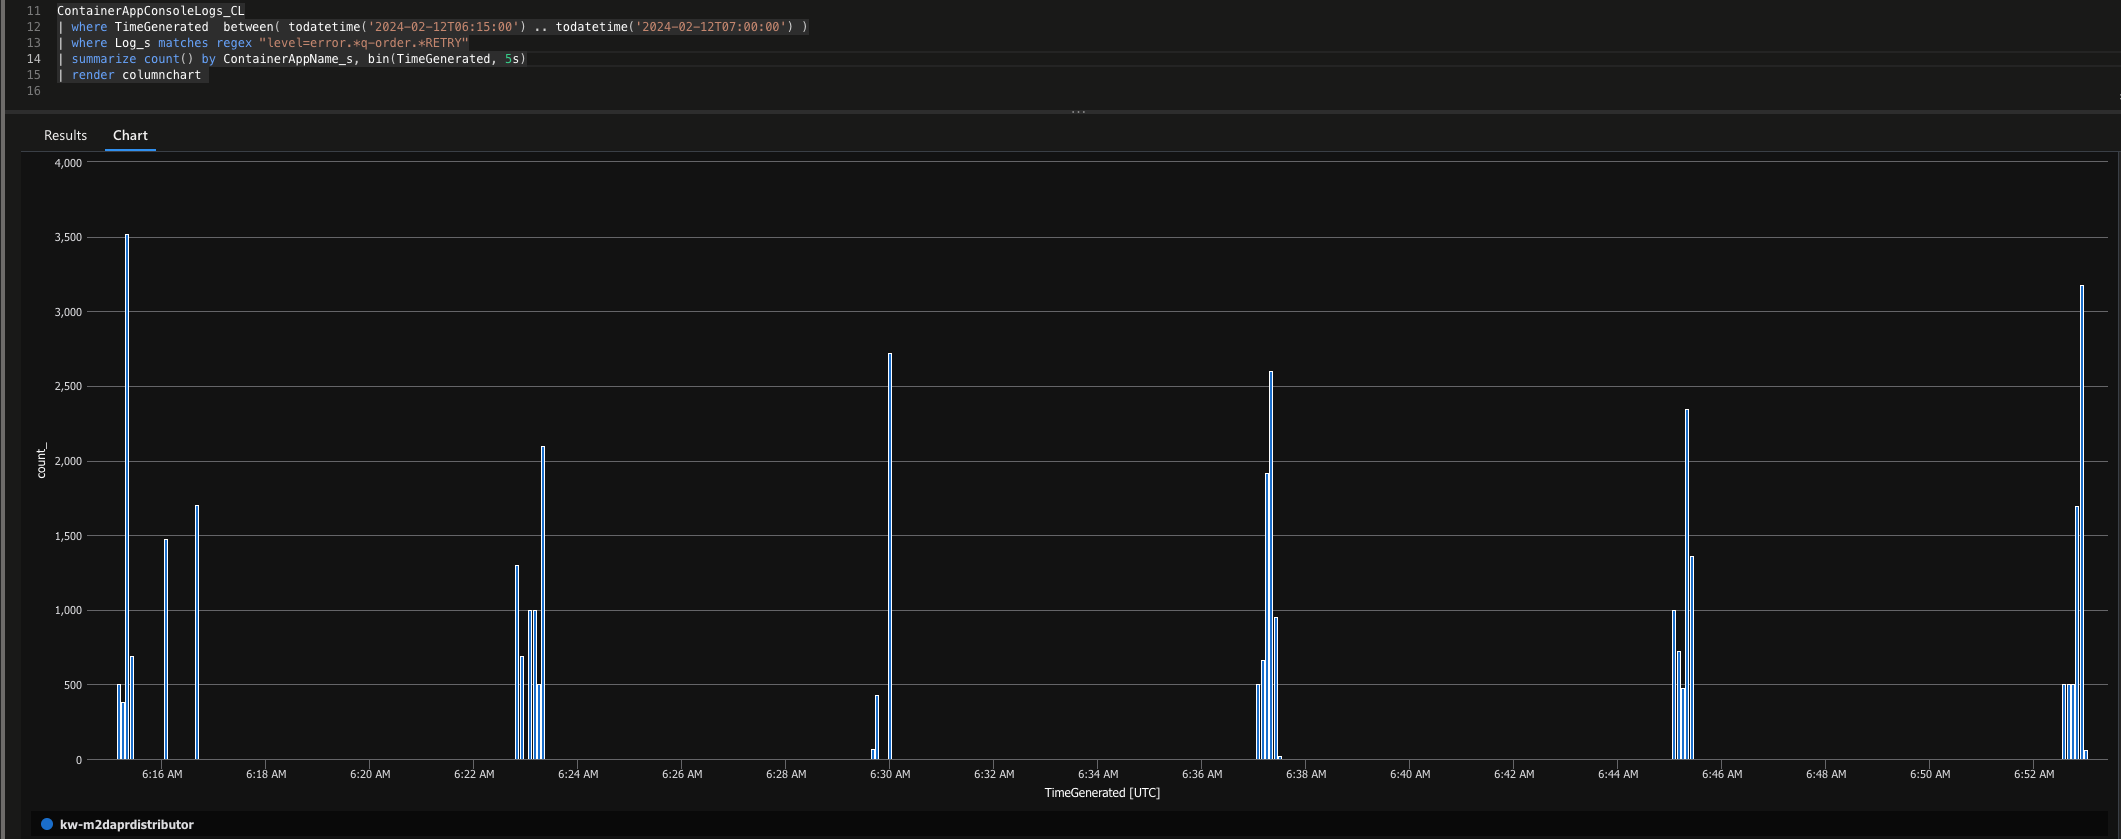 11 ContainerAppConsoleLogs_CL
12 | where TimeGenerated  between( todatetime('2024-02-12T06:15:00') .. todatetime('2024-02-12T07:00:00') )
13 | where Log_s matches regex "level=error.*q-order.*RETRY"
14 | summarize count() by ContainerAppName_s, bin(TimeGenerated, 5s)
15 | render columnchart
16
...
Results Chart
4,000
3,500
3,000
2,500
2,000
1,500
1,000
500
0
count_
6:16 AM 6:18 AM 6:20 AM 6:22 AM 6:24 AM 6:26 AM 6:28 AM 6:30 AM 6:32 AM 6:34 AM 6:36 AM 6:38 AM 6:40 AM 6:42 AM 6:44 AM 6:46 AM 6:48 AM 6:50 AM 6:52 AM
TimeGenerated [UTC]
kw-m2daprdistributor